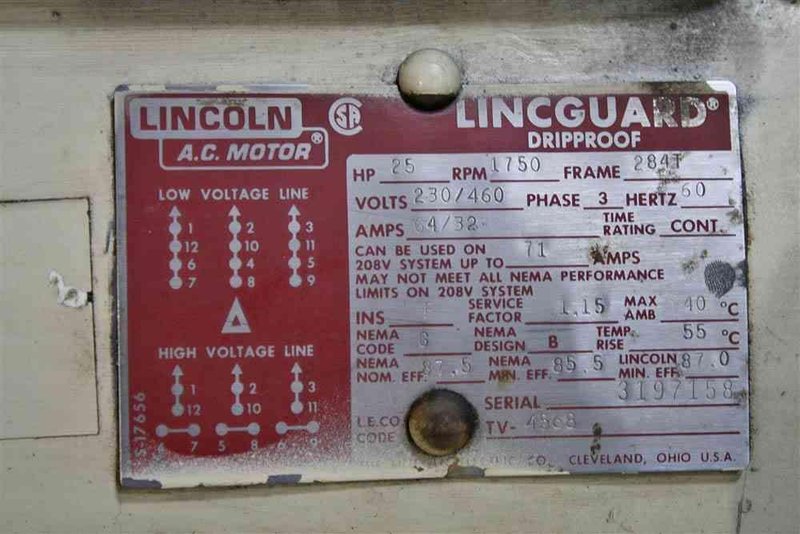 LINCOLN
A.C. MOTOR®
SA
LINCGUARD®
DRIPPROOF
LOW VOLTAGE LINE
1 2 3
12 10 11
6 4 5
7 8 9
HIGH VOLTAGE LINE
1 2 3
12 10 11
7 5 8 6 9
S-17656
HP 25 RPM 1750 FRAME 284T
VOLTS 230/460 PHASE 3 HERTZ 60
AMPS 64/32 TIME RATING CONT.
CAN BE USED ON
208V SYSTEM UP TO 71 AMPS
MAY NOT MEET ALL NEMA PERFORMANCE
LIMITS ON 208V SYSTEM
INS SERVICE FACTOR 1.15 MAX AMB 40 °C
NEMA CODE G NEMA DESIGN B TEMP. RISE 55 °C
NEMA NOM. EFF. 87.5 NEMA MIN. EFF. 85.5 LINCOLN MIN. EFF. 87.0
SERIAL 3197158
L.E.CO. CODE TV-
CO., CLEVELAND, OHIO U.S.A.